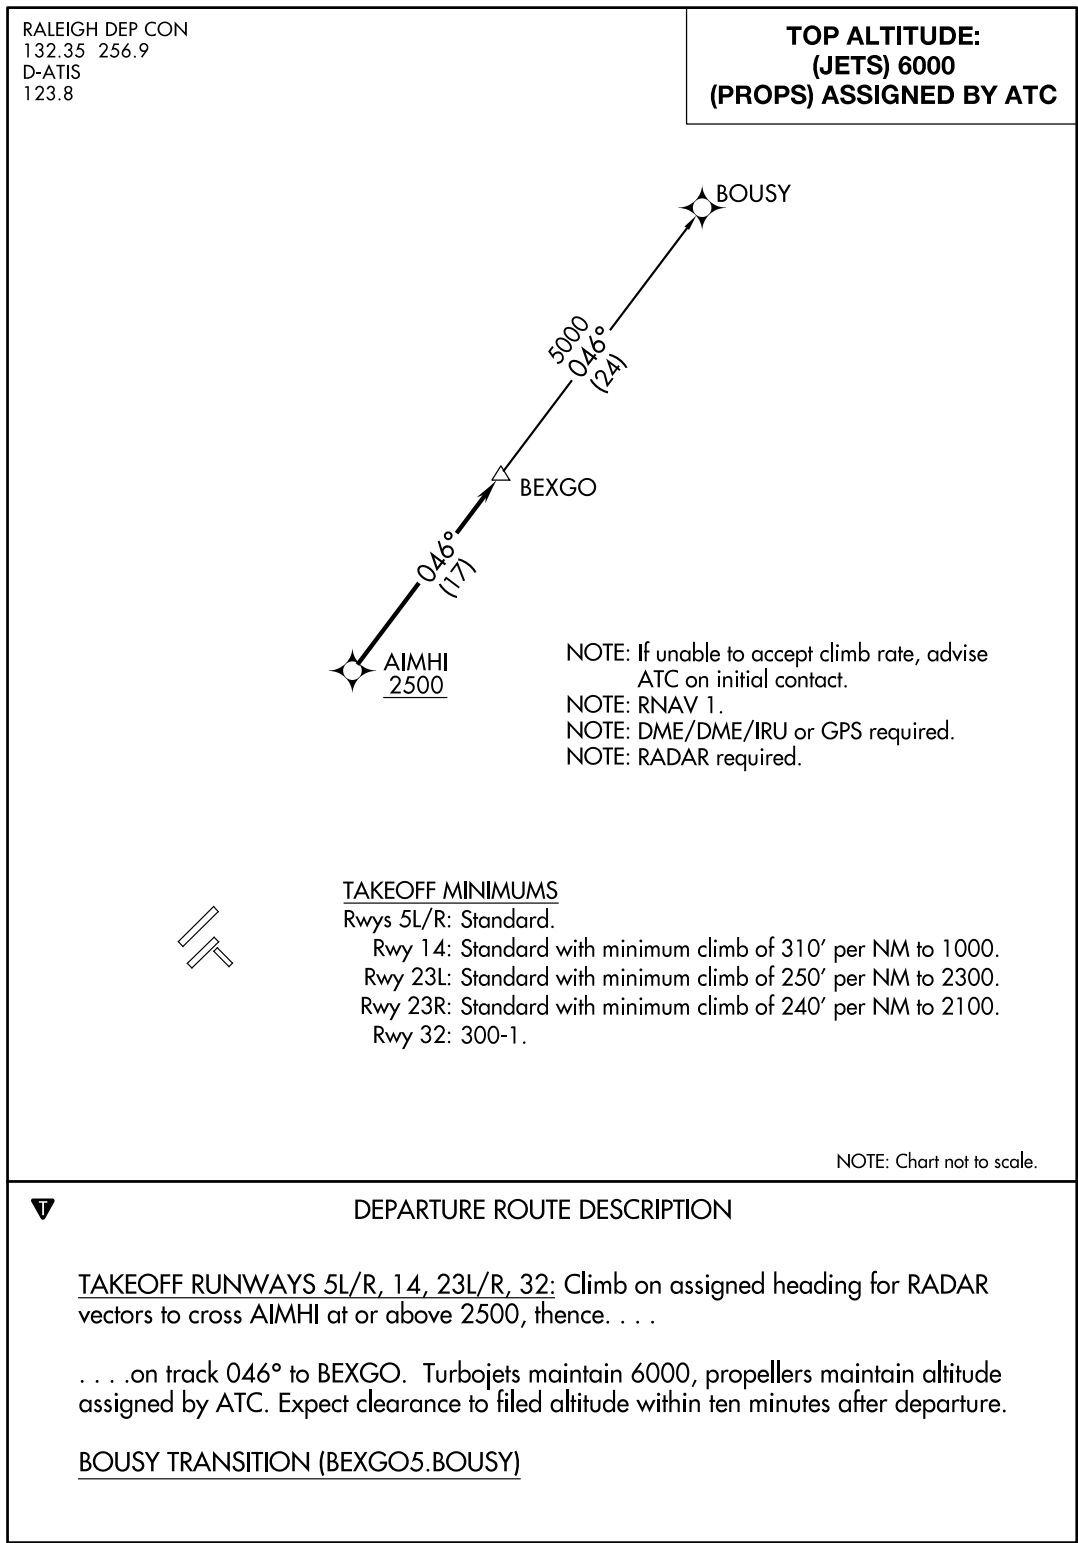 RALEIGH DEP CON
132.35 256.9
D-ATIS
123.8
TOP ALTITUDE:
(JETS) 6000
(PROPS) ASSIGNED BY ATC
BOUSY
5000
046°
(24)
BEXGO
046°
(17)
AIMHI
2500
NOTE: If unable to accept climb rate, advise
ATC on initial contact.
NOTE: RNAV 1.
NOTE: DME/DME/IRU or GPS required.
NOTE: RADAR required.
TAKEOFF MINIMUMS
Rwys 5L/R: Standard.
Rwy 14: Standard with minimum climb of 310' per NM to 1000.
Rwy 23L: Standard with minimum climb of 250' per NM to 2300.
Rwy 23R: Standard with minimum climb of 240' per NM to 2100.
Rwy 32: 300-1.
NOTE: Chart not to scale.
T
DEPARTURE ROUTE DESCRIPTION
TAKEOFF RUNWAYS 5L/R, 14, 23L/R, 32: Climb on assigned heading for RADAR
vectors to cross AIMHI at or above 2500, thence. . . .
. . . .on track 046° to BEXGO. Turbojets maintain 6000, propellers maintain altitude
assigned by ATC. Expect clearance to filed altitude within ten minutes after departure.
BOUSY TRANSITION (BEXGO5.BOUSY)